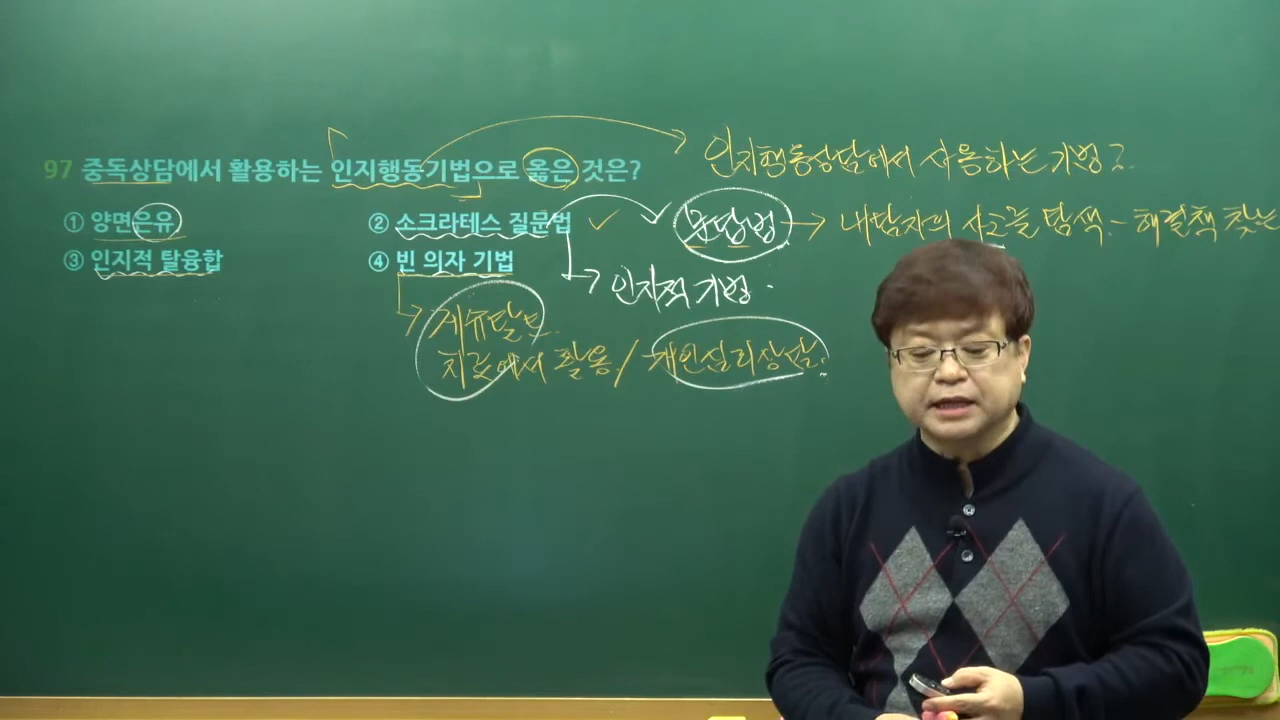 97 중독상담에서 활용하는 인지행동기법으로 옳은 것은?
① 양면은유
② 소크라테스 질문법
③ 인지적 탈융합
④ 빈 의자 기법
인지행동상담에서 사용하는 기법?
문답법 → 내담자의 사고를 탐색 - 해결책 찾는
인지적 기법.
게슈탈트
치료에서 활용 / 개인심리상담.